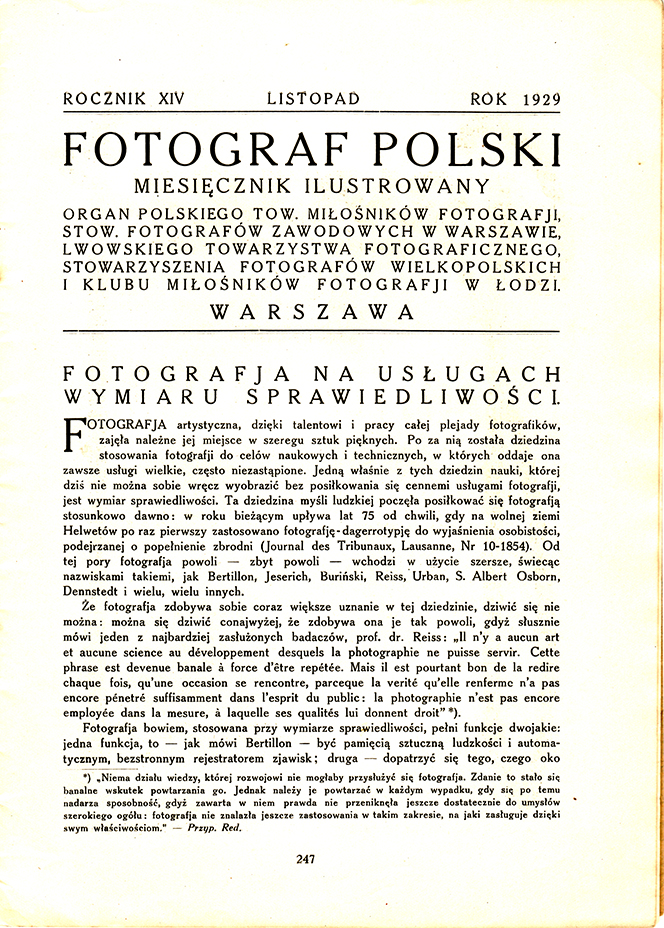 ROCZNIK XIV LISTOPAD ROK 1929
FOTOGRAF POLSKI
MIESIĘCZNIK ILUSTROWANY
ORGAN POLSKIEGO TOW. MIŁOŚNIKÓW FOTOGRAFJI,
STOW. FOTOGRAFÓW ZAWODOWYCH W WARSZAWIE,
LWOWSKIEGO TOWARZYSTWA FOTOGRAFICZNEGO,
STOWARZYSZENIA FOTOGRAFÓW WIELKOPOLSKICH
I KLUBU MIŁOŚNIKÓW FOTOGRAFJI W ŁODZI.
WARSZAWA
FOTOGRAFJA NA USŁUGACH
WYMIARU SPRAWIEDLIWOŚCI.
FOTOGRAFJA artystyczna, dzięki talentowi i pracy całej plejady fotografików,
zajęła należne jej miejsce w szeregu sztuk pięknych. Po za nią została dziedzina
stosowania fotografji do celów naukowych i technicznych, w których oddaje ona
zawsze usługi wielkie, często niezastąpione. Jedną właśnie z tych dziedzin nauki, której
dziś nie można sobie wręcz wyobrazić bez posiłkowania się cennemi usługami fotografji,
jest wymiar sprawiedliwości. Ta dziedzina myśli ludzkiej poczęła posiłkować się fotografją
stosunkowo dawno: w roku bieżącym upływa lat 75 od chwili, gdy na wolnej ziemi
Helwetów po raz pierwszy zastosowano fotografję-dagerrotypję do wyjaśnienia osobistości,
podejrzanej o popełnienie zbrodni (Journal des Tribunaux, Lausanne, Nr 10-1854). Od
tej pory fotografja powoli — zbyt powoli — wchodzi w użycie szersze, świecąc
nazwiskami takiemi, jak Bertillon, Jeserich, Buriński, Reiss, Urban, S. Albert Osborn,
Dennstedt i wielu, wielu innych.
Że fotografja zdobywa sobie coraz większe uznanie w tej dziedzinie, dziwić się nie
można: można się dziwić conajwyżej, że zdobywa ona je tak powoli, gdyż słusznie
mówi jeden z najbardziej zasłużonych badaczów, prof. dr. Reiss: „Il n'y a aucun art
et aucune science au développement desquels la photographie ne puisse servir. Cette
phrase est devenue banale à force d'être repétée. Mais il est pourtant bon de la redire
chaque fois, qu'une occasion se rencontre, parceque la verité qu'elle renferme n'a pas
encore pénetré suffisamment dans l'esprit du public: la photographie n'est pas encore
employée dans la mesure, à laquelle ses qualités lui donnent droit" *).
Fotografja bowiem, stosowana przy wymiarze sprawiedliwości, pełni funkcje dwojakie:
jedna funkcja, to — jak mówi Bertillon — być pamięcią sztuczną ludzkości i automa-
tycznym, bezstronnym rejestratorem zjawisk; druga — dopatrzyć się tego, czego oko
*) „Niema działu wiedzy, której rozwojowi nie mogłaby przysłużyć się fotografja. Zdanie to stało się
banalne wskutek powtarzania go. Jednak należy je powtarzać w każdym wypadku, gdy się po temu
nadarza sposobność, gdyż zawarta w niem prawda nie przeniknęła jeszcze dostatecznie do umysłów
szerokiego ogółu: fotografja nie znalazła jeszcze zastosowania w takim zakresie, na jaki zasługuje dzięki
swym właściwościom." — Przyp. Red.
247